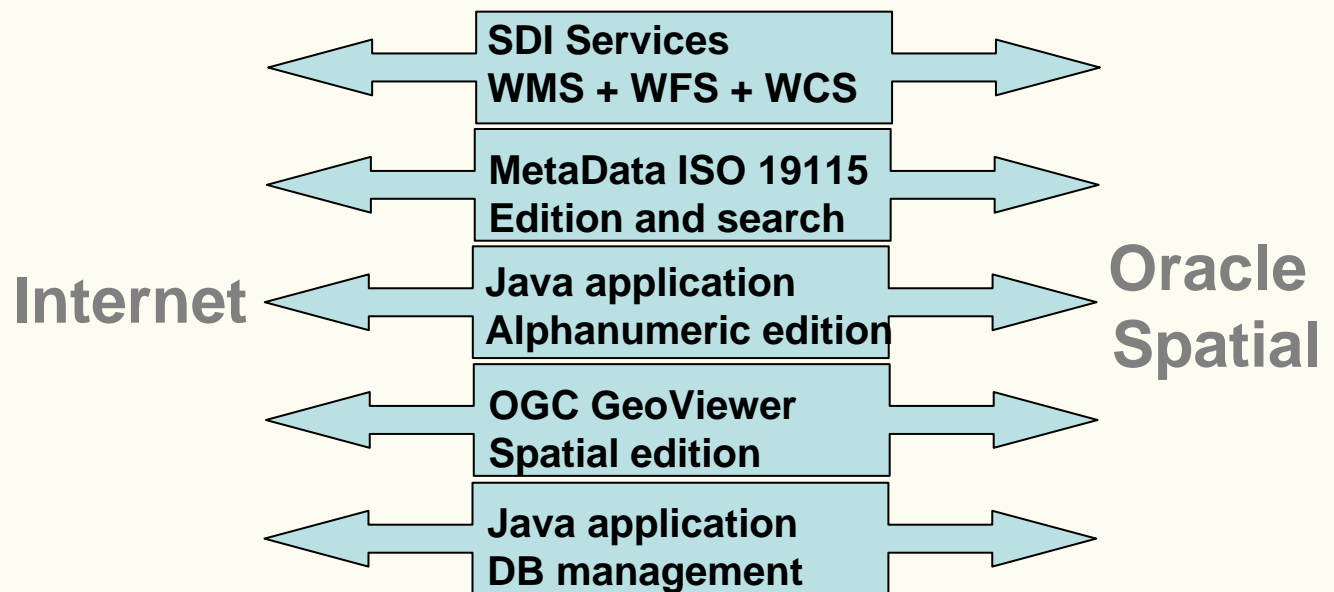 SDI Services
WMS + WFS + WCS
MetaData ISO 19115
Edition and search
Internet
Java application
Alphanumeric edition
Oracle
Spatial
OGC GeoViewer
Spatial edition
Java application
DB management